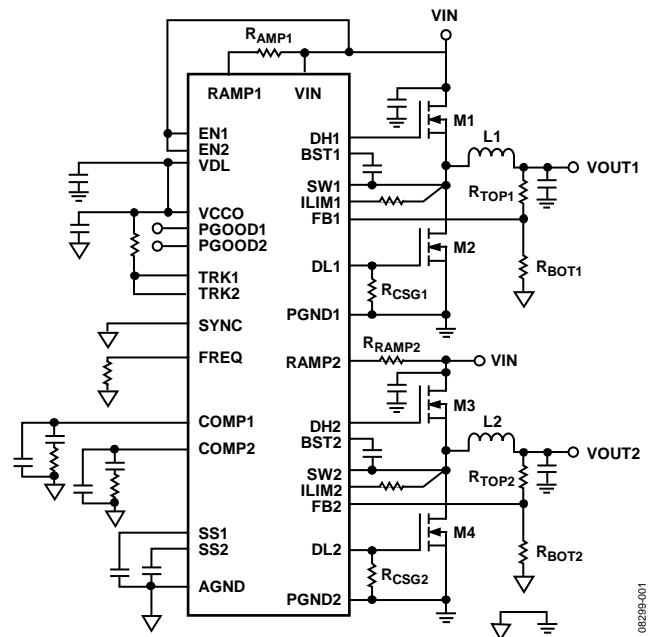 VIN
RAMP1
RAMP1 VIN
EN1
EN2
VDL
VCCO
PGOOD1
PGOOD2
TRK1
TRK2
SYNC
FREQ
COMP1
COMP2
SS1
SS2
AGND
DH1
BST1
SW1
ILIM1
FB1
DL1
PGND1
RAMP2
DH2
BST2
SW2
ILIM2
FB2
DL2
PGND2
M1
L1
VOUT1
RTOP1
M2
RBOT1
RCSG1
RRAMP2
VIN
M3
L2
VOUT2
RTOP2
M4
RBOT2
RCSG2
08299-001